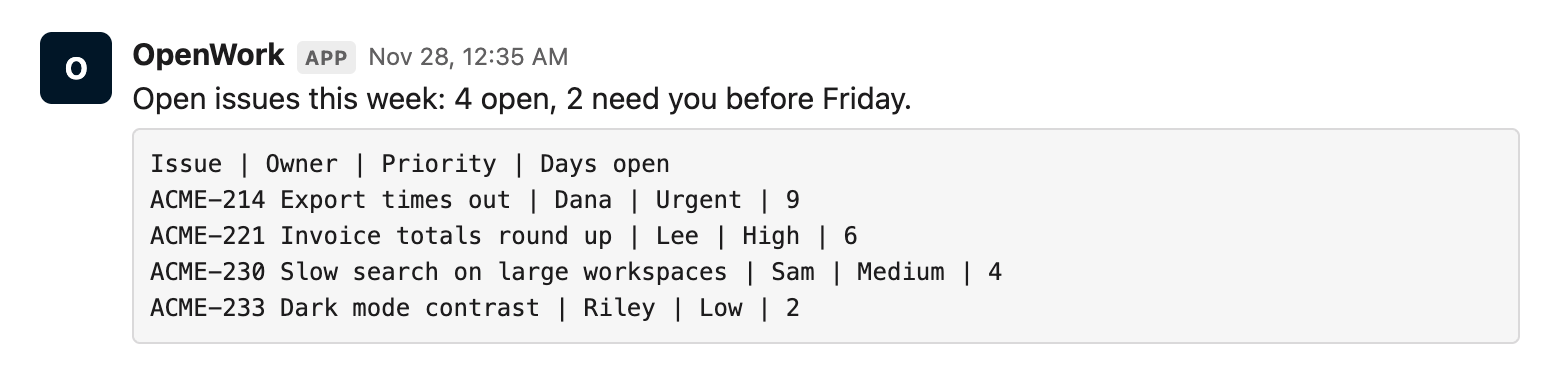 O
OpenWork APP Nov 28, 12:35 AM
Open issues this week: 4 open, 2 need you before Friday.
Issue | Owner | Priority | Days open
ACME-214 Export times out | Dana | Urgent | 9
ACME-221 Invoice totals round up | Lee | High | 6
ACME-230 Slow search on large workspaces | Sam | Medium | 4
ACME-233 Dark mode contrast | Riley | Low | 2